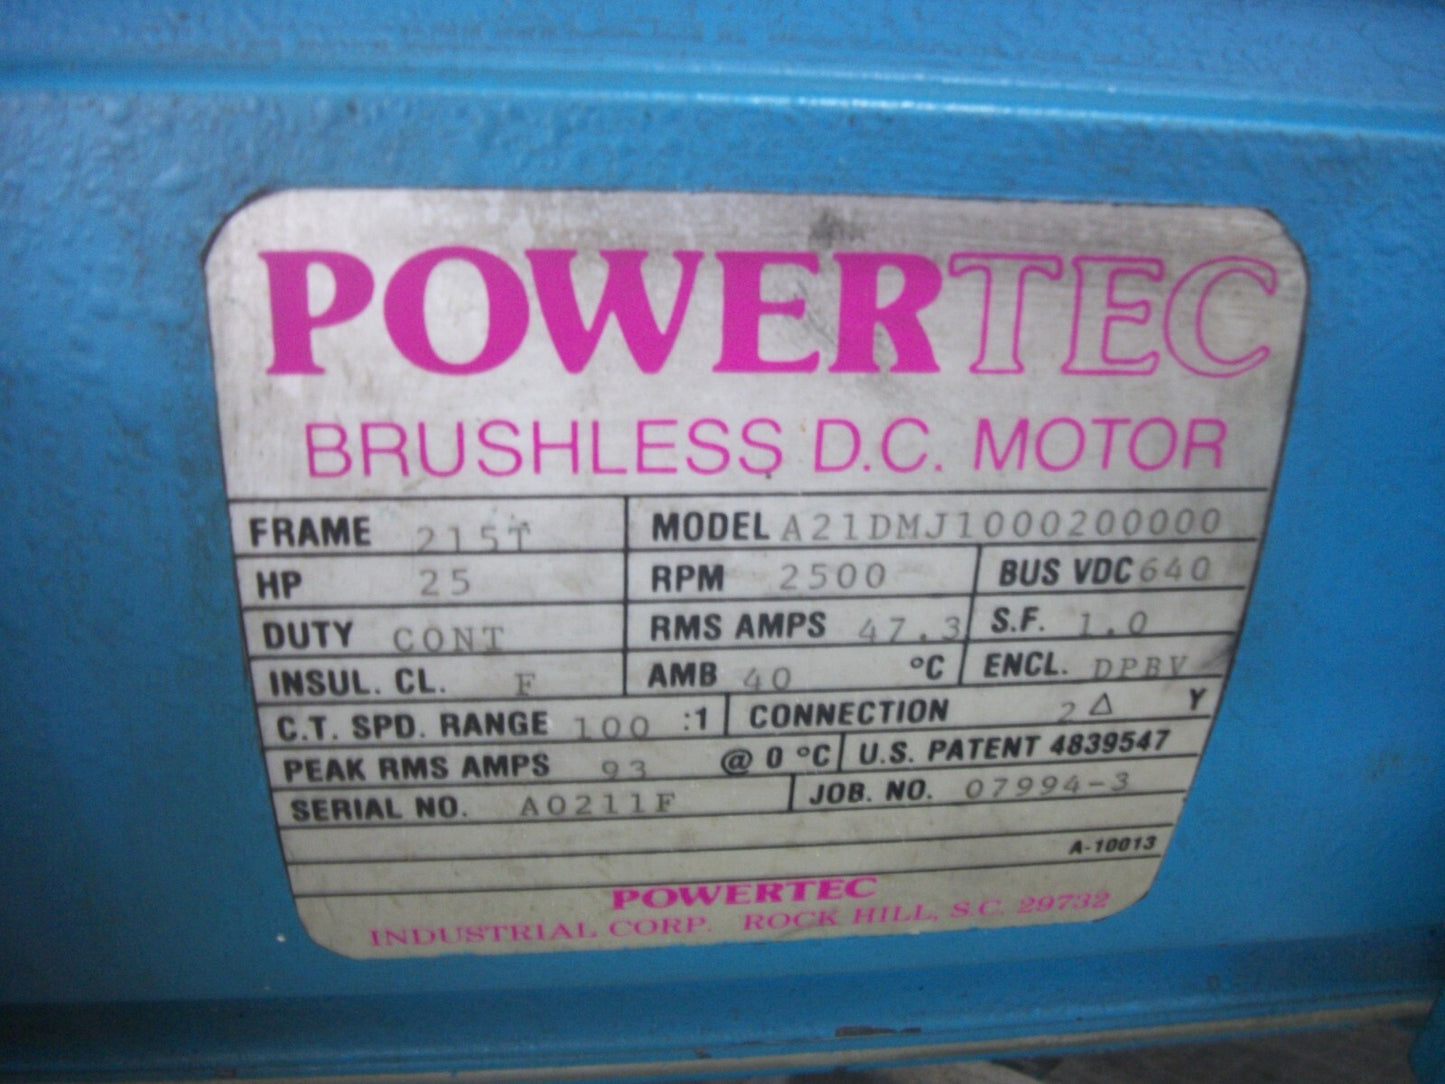 POWERTEC
BRUSHLESS D.C. MOTOR
FRAME 215T MODEL A21DMJ1000200000
HP 25 RPM 2500 BUS VDC 640
DUTY CONT RMS AMPS 47.3 S.F. 1.0
INSUL. CL. F AMB 40 °C ENCL. DPBV
C.T. SPD. RANGE 100 :1 CONNECTION 2 Δ Y
PEAK RMS AMPS 93 @ 0 °C U.S. PATENT 4839547
SERIAL NO. A0211F JOB. NO. 07994-3
A-10013
POWERTEC
INDUSTRIAL CORP. ROCK HILL, S.C. 29732